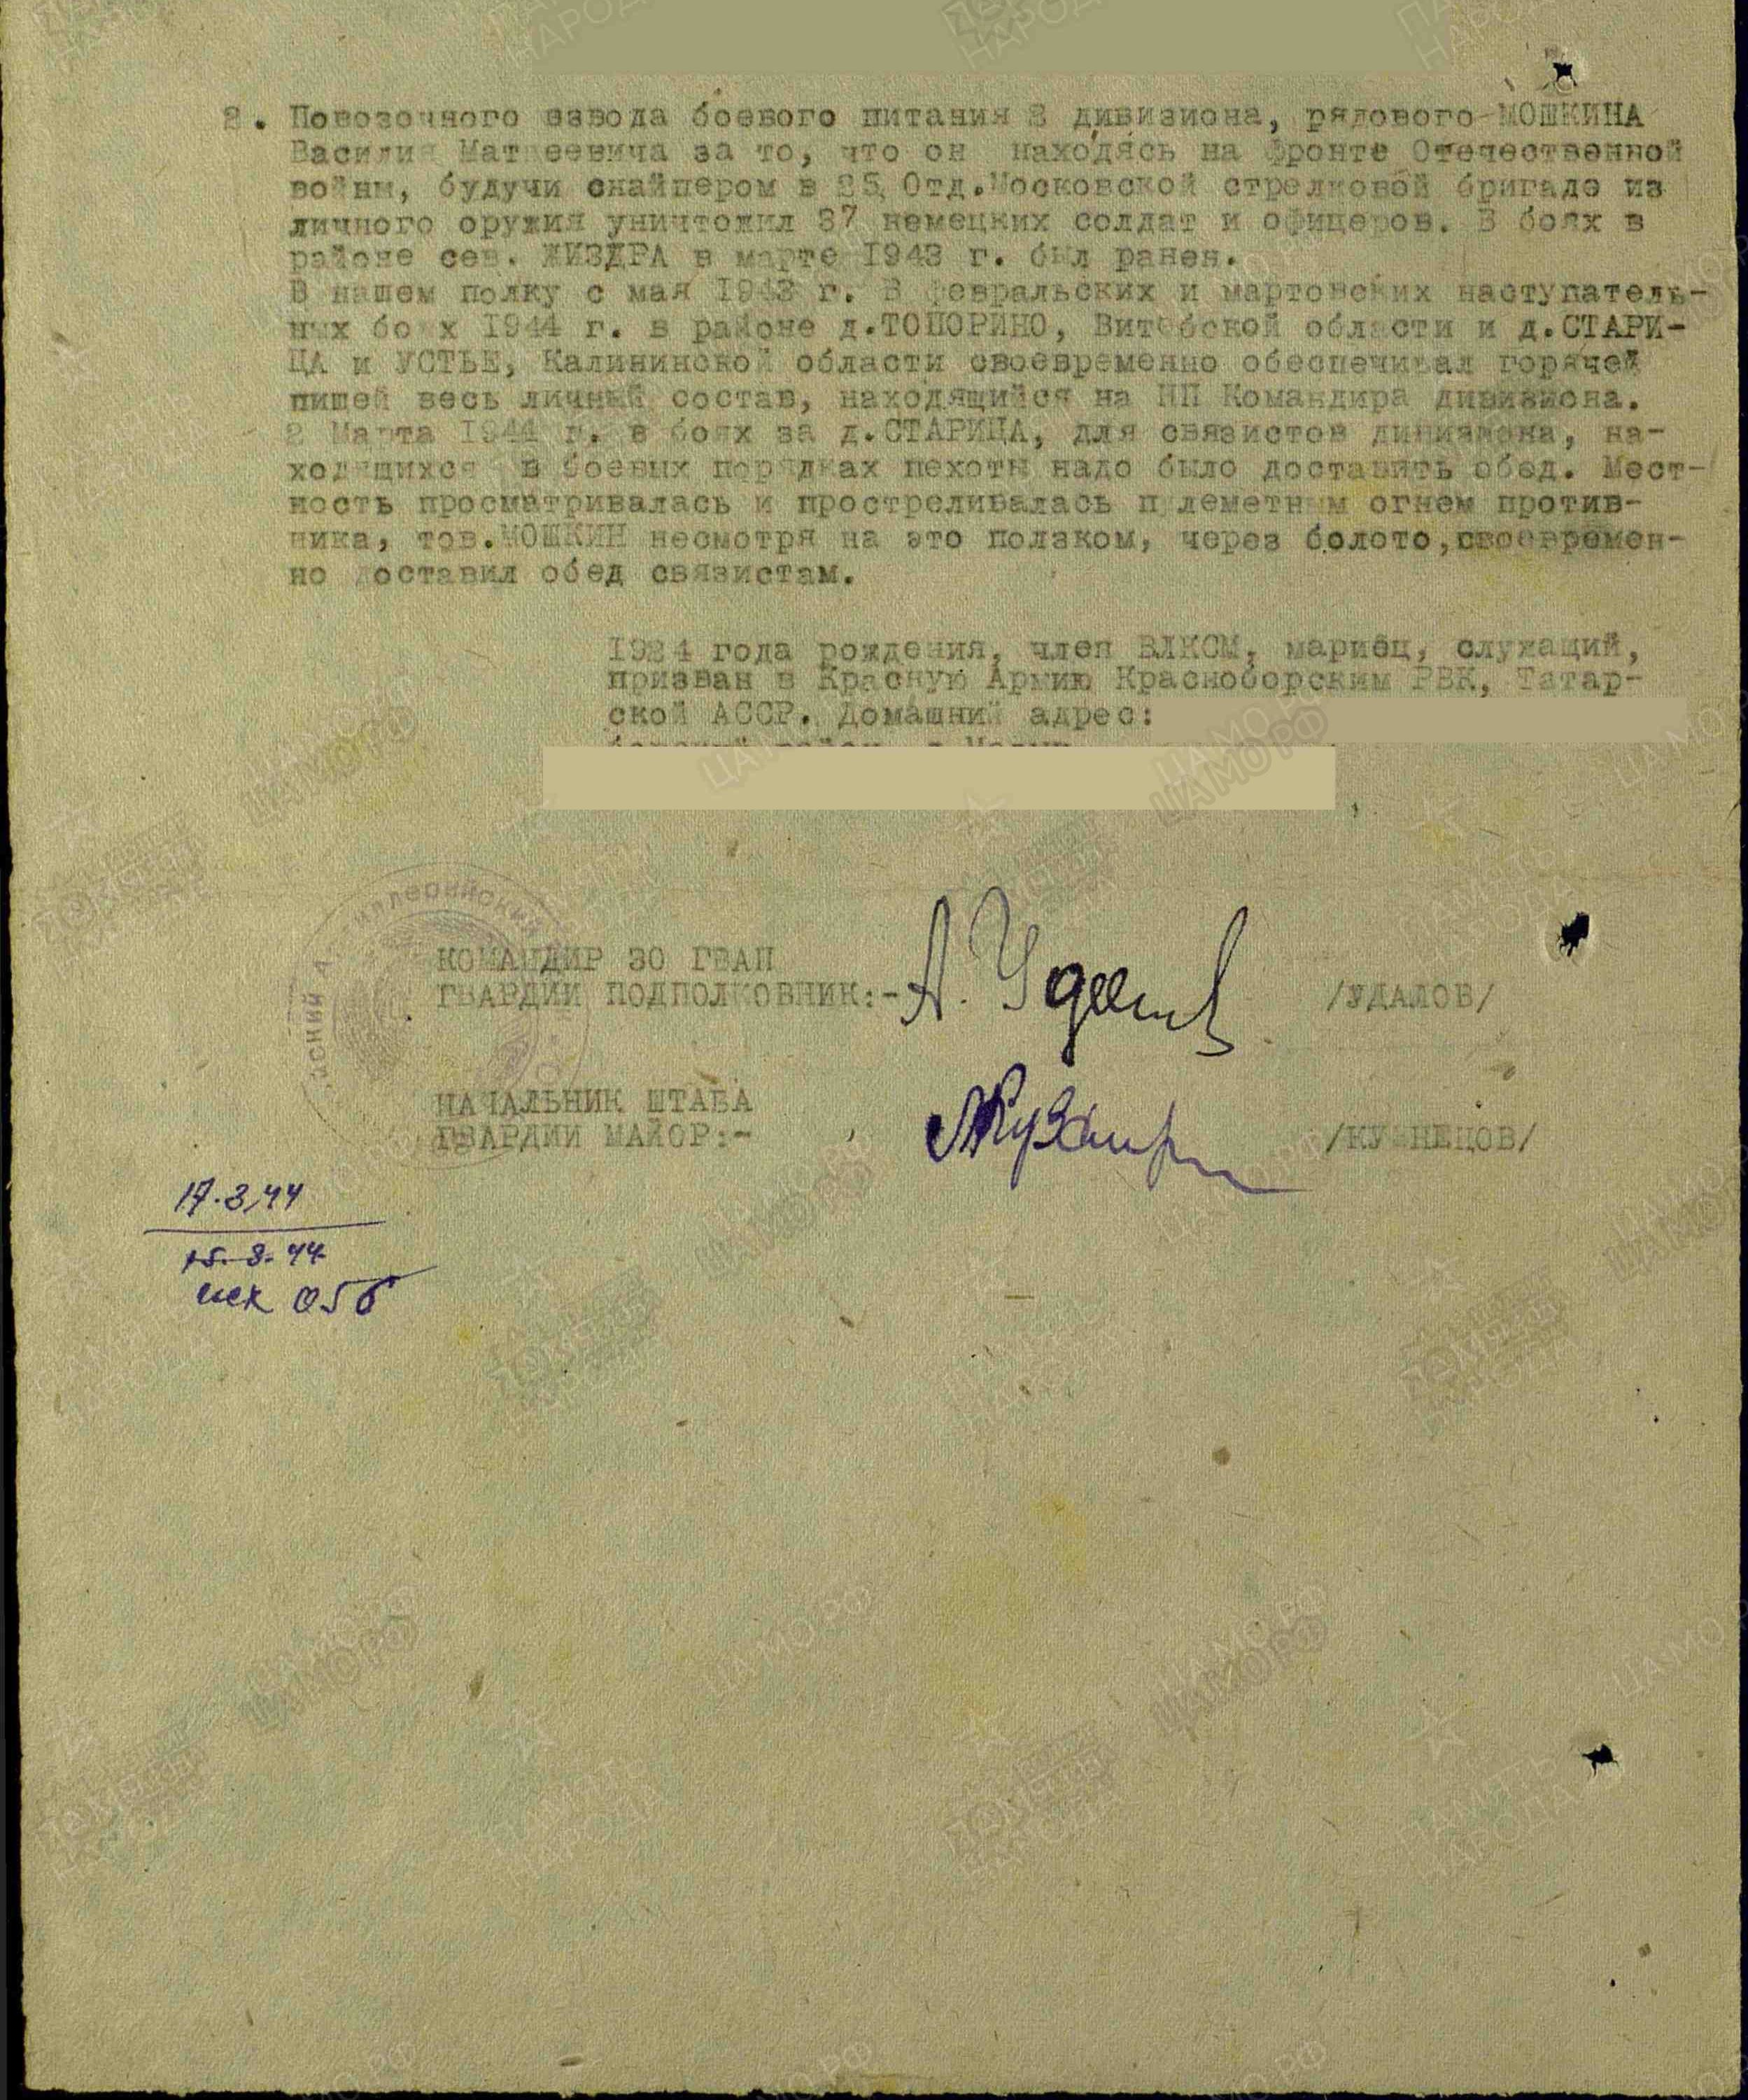 2. Повозочного взвода боевого питания 3 дивизиона, рядового МОШКИНА
Василия Матвеевича за то, что он находясь на фронте Отечественной
войны, будучи снайпером в 25 Отд.Московской стрелковой бригаде из
личного оружия уничтожил 37 немецких солдат и офицеров. В боях в
районе сев. ЖИЗДРА в марте 1943 г. был ранен.
В нашем полку с мая 1943 г. В февральских и мартовских наступатель-
ных боях 1944 г. в районе д.ТОПОРИНО, Витебской области и д.СТАРИ-
ЦА и УСТЬЕ, Калининской области своевременно обеспечивал горячей
пищей весь личный состав, находящийся на НП Командира дивизиона.
2 Марта 1944 г. в боях за д.СТАРИЦА, для связистов дивизиона, на-
ходящихся в боевых порядках пехоты надо было доставить обед. Мест-
ность просматривалась и простреливалась пулеметным огнем против-
ника, тов.МОШКИН несмотря на это ползком, через болото,своевремен-
но доставил обед связистам.
1924 года рождения, член ВЛКСМ, мариец, служащий,
призван в Красную Армию Красноборским РВК, Татар-
ской АССР. Домашний адрес:
КОМАНДИР 30 ГВАП
ГВАРДИИ ПОДПОЛКОВНИК:- А. Удалов /УДАЛОВ/
НАЧАЛЬНИК ШТАБА
ГВАРДИИ МАЙОР:- /КУЗНЕЦОВ/
17.3.44
15.3.44
исх 056